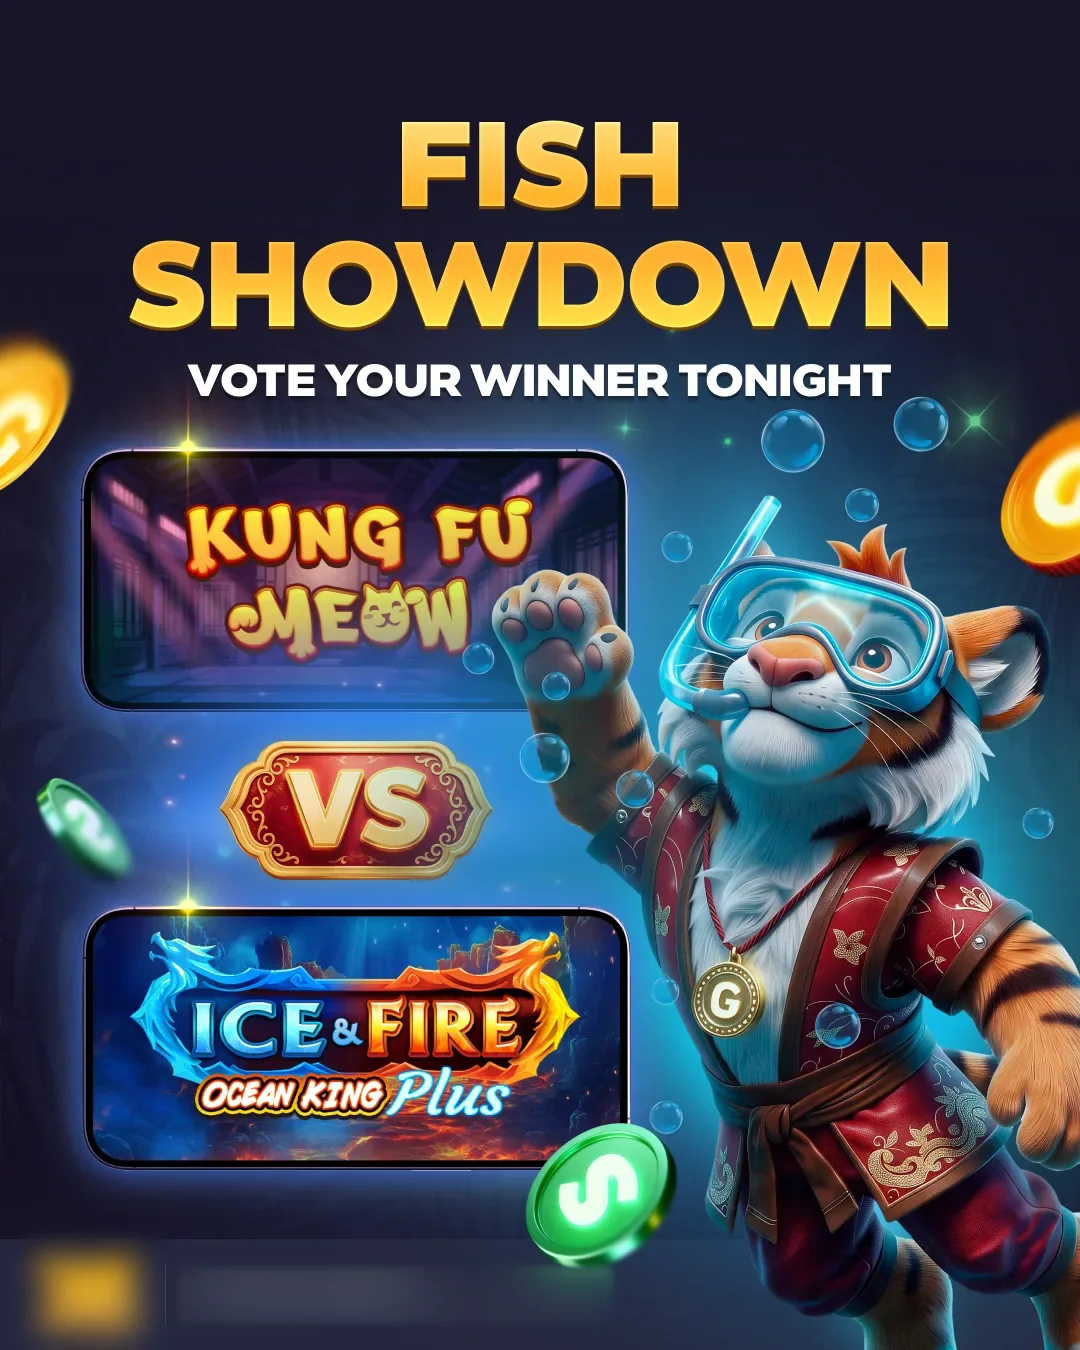 FISH
SHOWDOWN
VOTE YOUR WINNER TONIGHT
KUNG FU
MEOW
VS
ICE & FIRE
OCEAN KING Plus
G